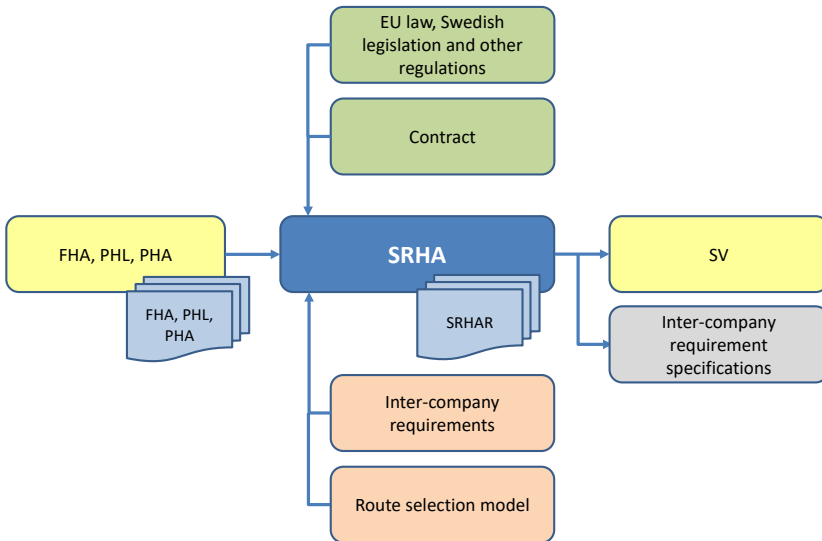 EU law, Swedish
legislation and other
regulations
Contract
FHA, PHL, PHA
FHA, PHL,
PHA
SRHA
SRHAR
SV
Inter-company
requirement
specifications
Inter-company
requirements
Route selection model